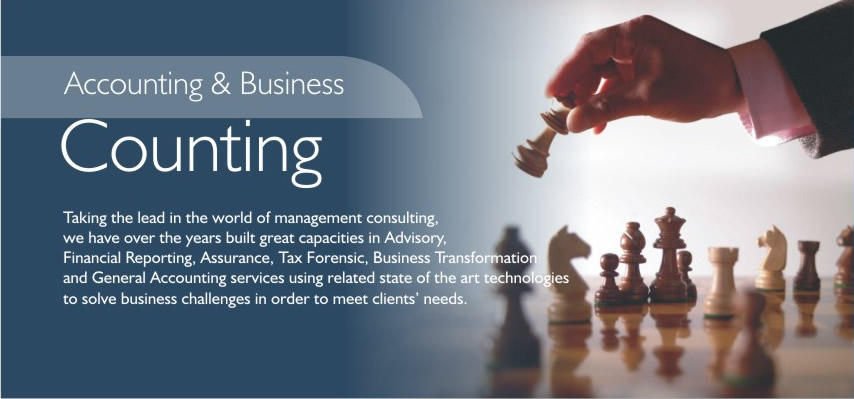 Accounting & Business
Counting
Taking the lead in the world of management consulting,
we have over the years built great capacities in Advisory,
Financial Reporting, Assurance, Tax Forensic, Business Transformation
and General Accounting services using related state of the art technologies
to solve business challenges in order to meet clients’ needs.